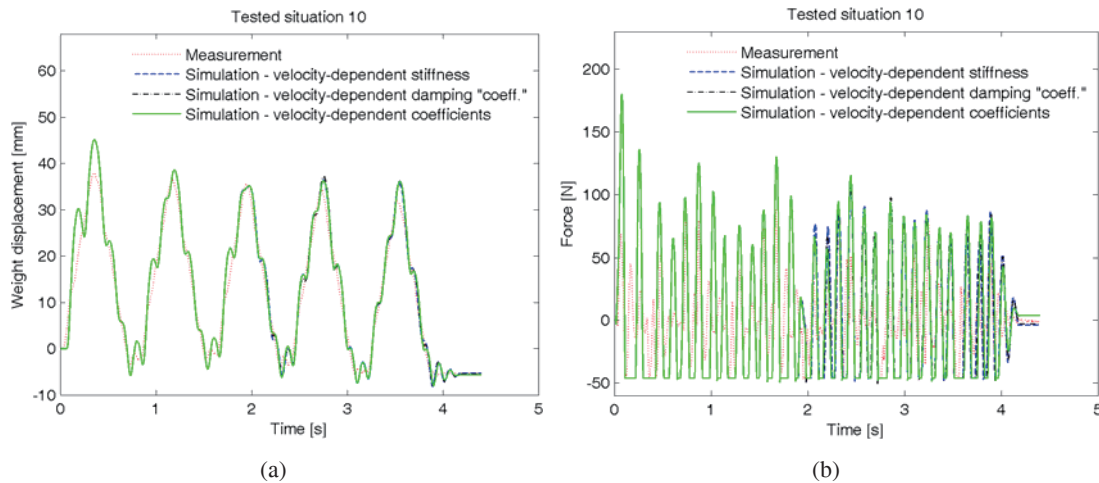 Tested situation 10
Measurement
Simulation - velocity-dependent stiffness
Simulation - velocity-dependent damping "coeff."
Simulation - velocity-dependent coefficients
Weight displacement [mm]
60
50
40
30
20
10
0
-10
0 1 2 3 4 5
Time [s]
(a)
Tested situation 10
Measurement
Simulation - velocity-dependent stiffness
Simulation - velocity-dependent damping "coeff."
Simulation - velocity-dependent coefficients
Force [N]
200
150
100
50
0
-50
0 1 2 3 4 5
Time [s]
(b)